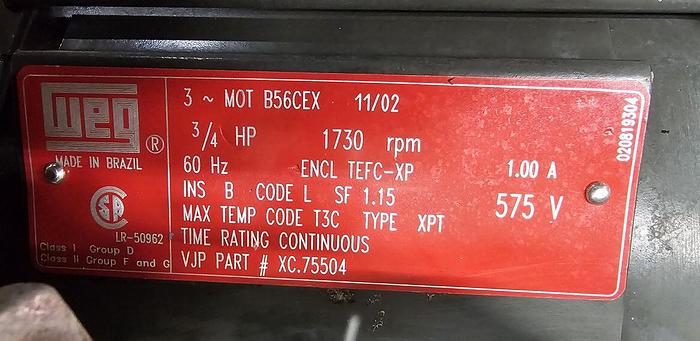 weg ®
MADE IN BRAZIL
SA
LR-50962
Class I Group D
Class II Group F and G
3 ~ MOT B56CEX 11/02
3/4 HP 1730 rpm
60 Hz ENCL TEFC-XP 1.00 A
INS B CODE L SF 1.15 575 V
MAX TEMP CODE T3C TYPE XPT
TIME RATING CONTINUOUS
VJP PART # XC.75504
020819304